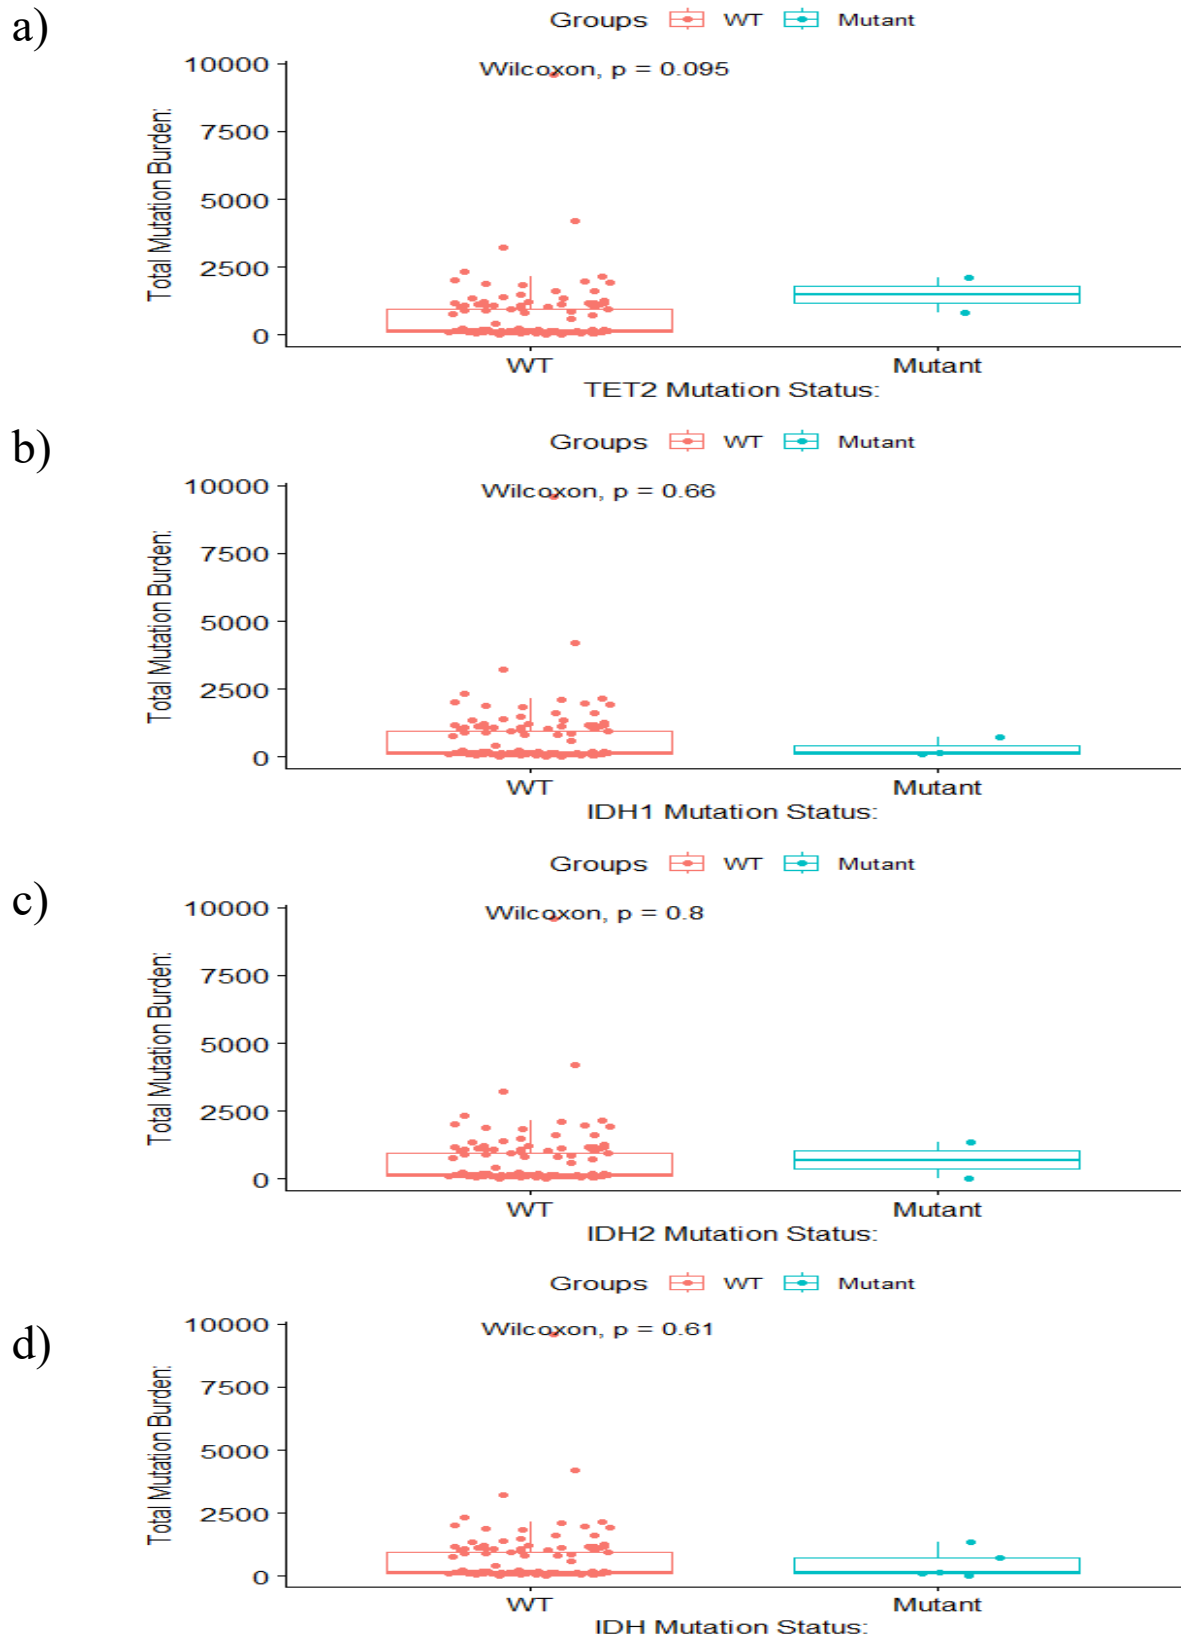 a)
Groups WT Mutant
Wilcoxon, p = 0.095
Total Mutation Burden:
10000
7500
5000
2500
0
WT Mutant
TET2 Mutation Status:
b)
Groups WT Mutant
Wilcoxon, p = 0.66
Total Mutation Burden:
10000
7500
5000
2500
0
WT Mutant
IDH1 Mutation Status:
c)
Groups WT Mutant
Wilcoxon, p = 0.8
Total Mutation Burden:
10000
7500
5000
2500
0
WT Mutant
IDH2 Mutation Status:
d)
Groups WT Mutant
Wilcoxon, p = 0.61
Total Mutation Burden:
10000
7500
5000
2500
0
WT Mutant
IDH Mutation Status: